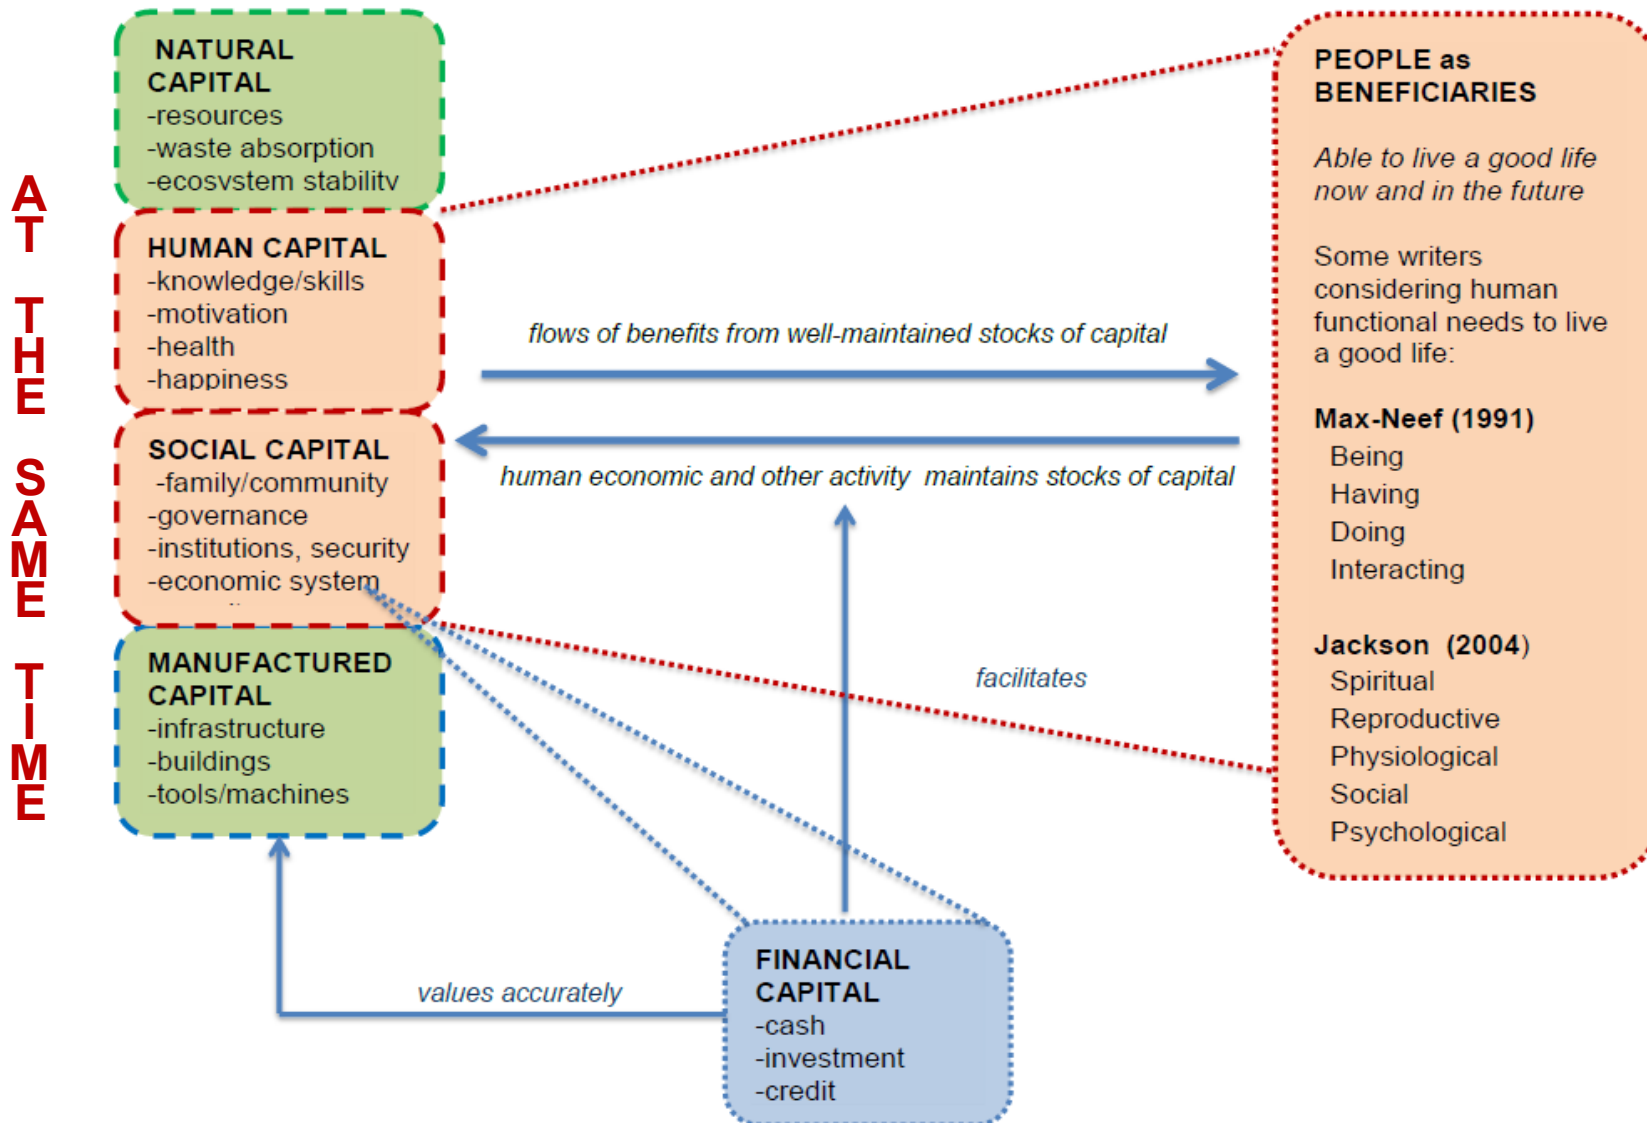 AT THE SAME TIME
NATURAL
CAPITAL
-resources
-waste absorption
-ecosystem stability
HUMAN CAPITAL
-knowledge/skills
-motivation
-health
-happiness
SOCIAL CAPITAL
-family/community
-governance
-institutions, security
-economic system
MANUFACTURED
CAPITAL
-infrastructure
-buildings
-tools/machines
flows of benefits from well-maintained stocks of capital
human economic and other activity maintains stocks of capital
facilitates
values accurately
FINANCIAL
CAPITAL
-cash
-investment
-credit
PEOPLE as
BENEFICIARIES
Able to live a good life
now and in the future
Some writers
considering human
functional needs to live
a good life:
Max-Neef (1991)
Being
Having
Doing
Interacting
Jackson (2004)
Spiritual
Reproductive
Physiological
Social
Psychological